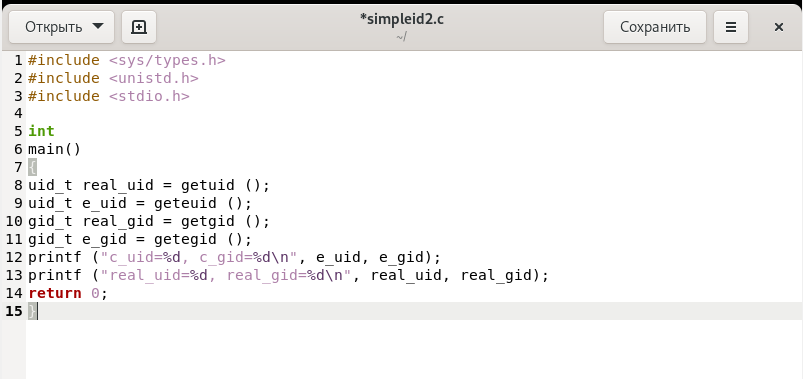 Открыть
*simpleid2.c
~/
Сохранить
1 #include <sys/types.h>
2 #include <unistd.h>
3 #include <stdio.h>
4
5 int
6 main()
7 {
8 uid_t real_uid = getuid ();
9 uid_t e_uid = geteuid ();
10 gid_t real_gid = getgid ();
11 gid_t e_gid = getegid ();
12 printf ("c_uid=%d, c_gid=%d\n", e_uid, e_gid);
13 printf ("real_uid=%d, real_gid=%d\n", real_uid, real_gid);
14 return 0;
15 }